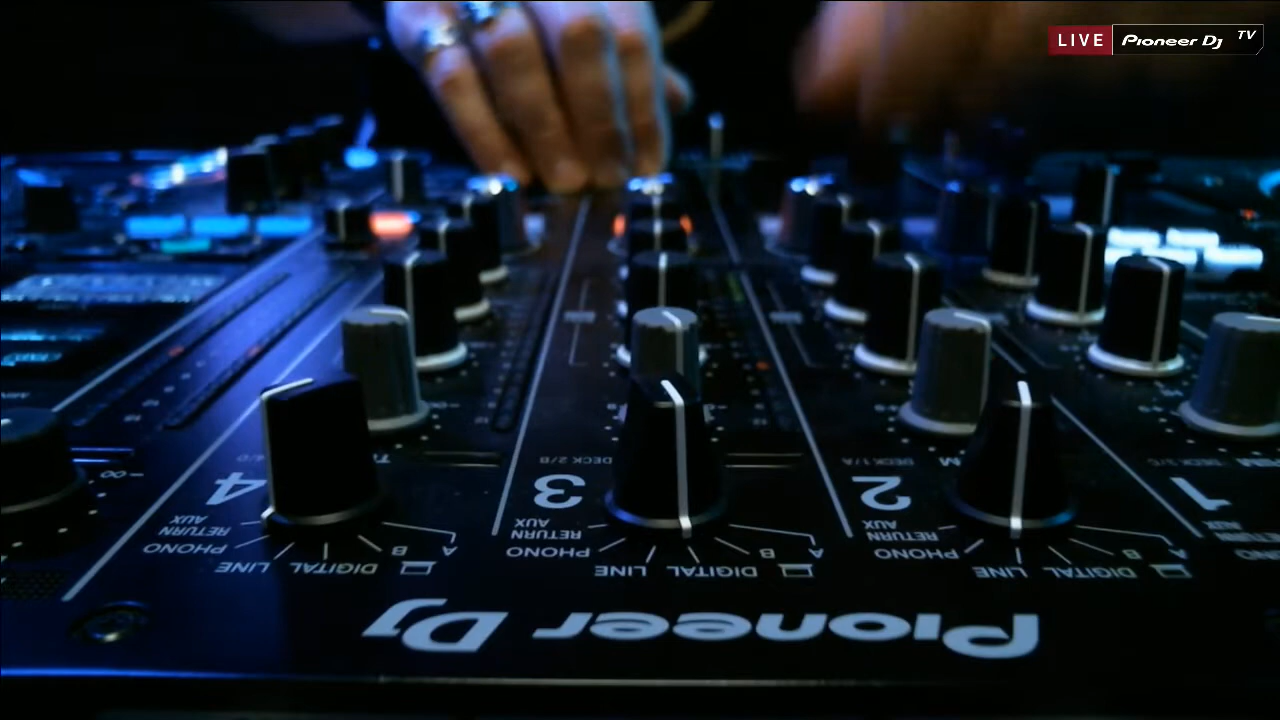 LIVE Pioneer Dj TV
DECK 2/B
DECK 1/A
4
3
2
1
RETURN AUX
RETURN AUX
RETURN AUX
PHONO
PHONO
PHONO
LINE
DIGITAL
B
A
LINE
DIGITAL
B
A
LINE
DIGITAL
B
A
Pioneer Dj